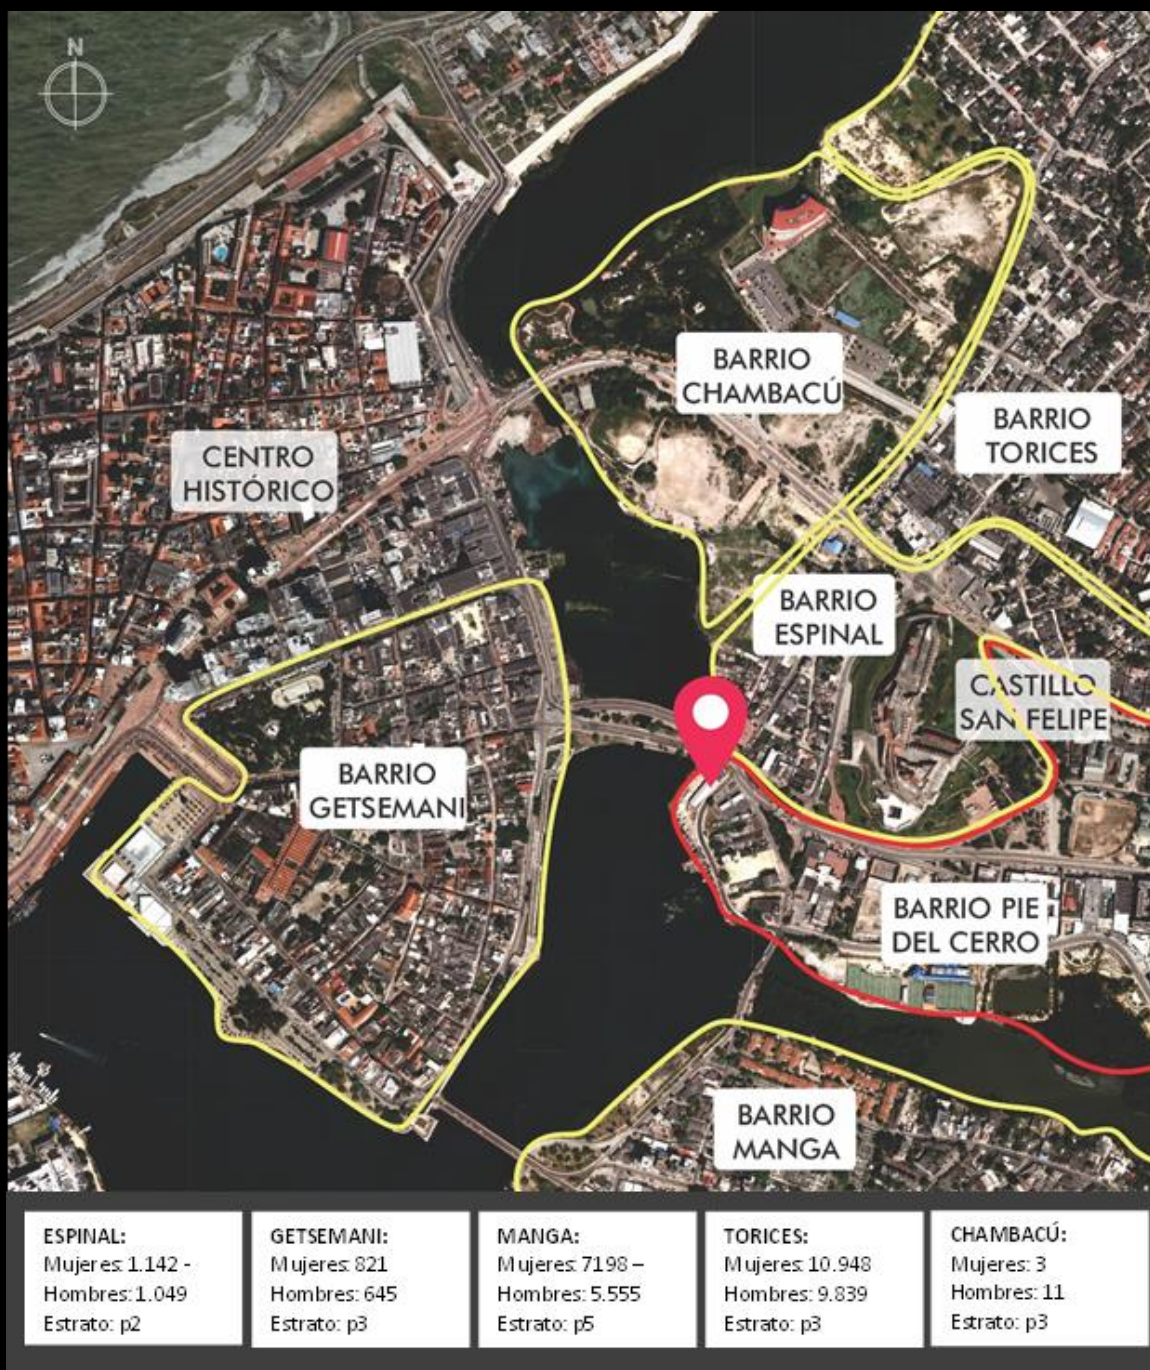 N
BARRIO
CHAMBACÚ
BARRIO
TORICES
CENTRO
HISTÓRICO
BARRIO
ESPINAL
CASTILLO
SAN FELIPE
BARRIO
GETSEMANI
BARRIO PIE
DEL CERRO
BARRIO
MANGA
ESPINAL:
Mujeres: 1.142 -
Hombres: 1.049
Estrato: p2
GETSEMANI:
Mujeres: 821
Hombres: 645
Estrato: p3
MANGA:
Mujeres: 7198 –
Hombres: 5.555
Estrato: p5
TORICES:
Mujeres: 10.948
Hombres: 9.839
Estrato: p3
CHAMBACÚ:
Mujeres: 3
Hombres: 11
Estrato: p3